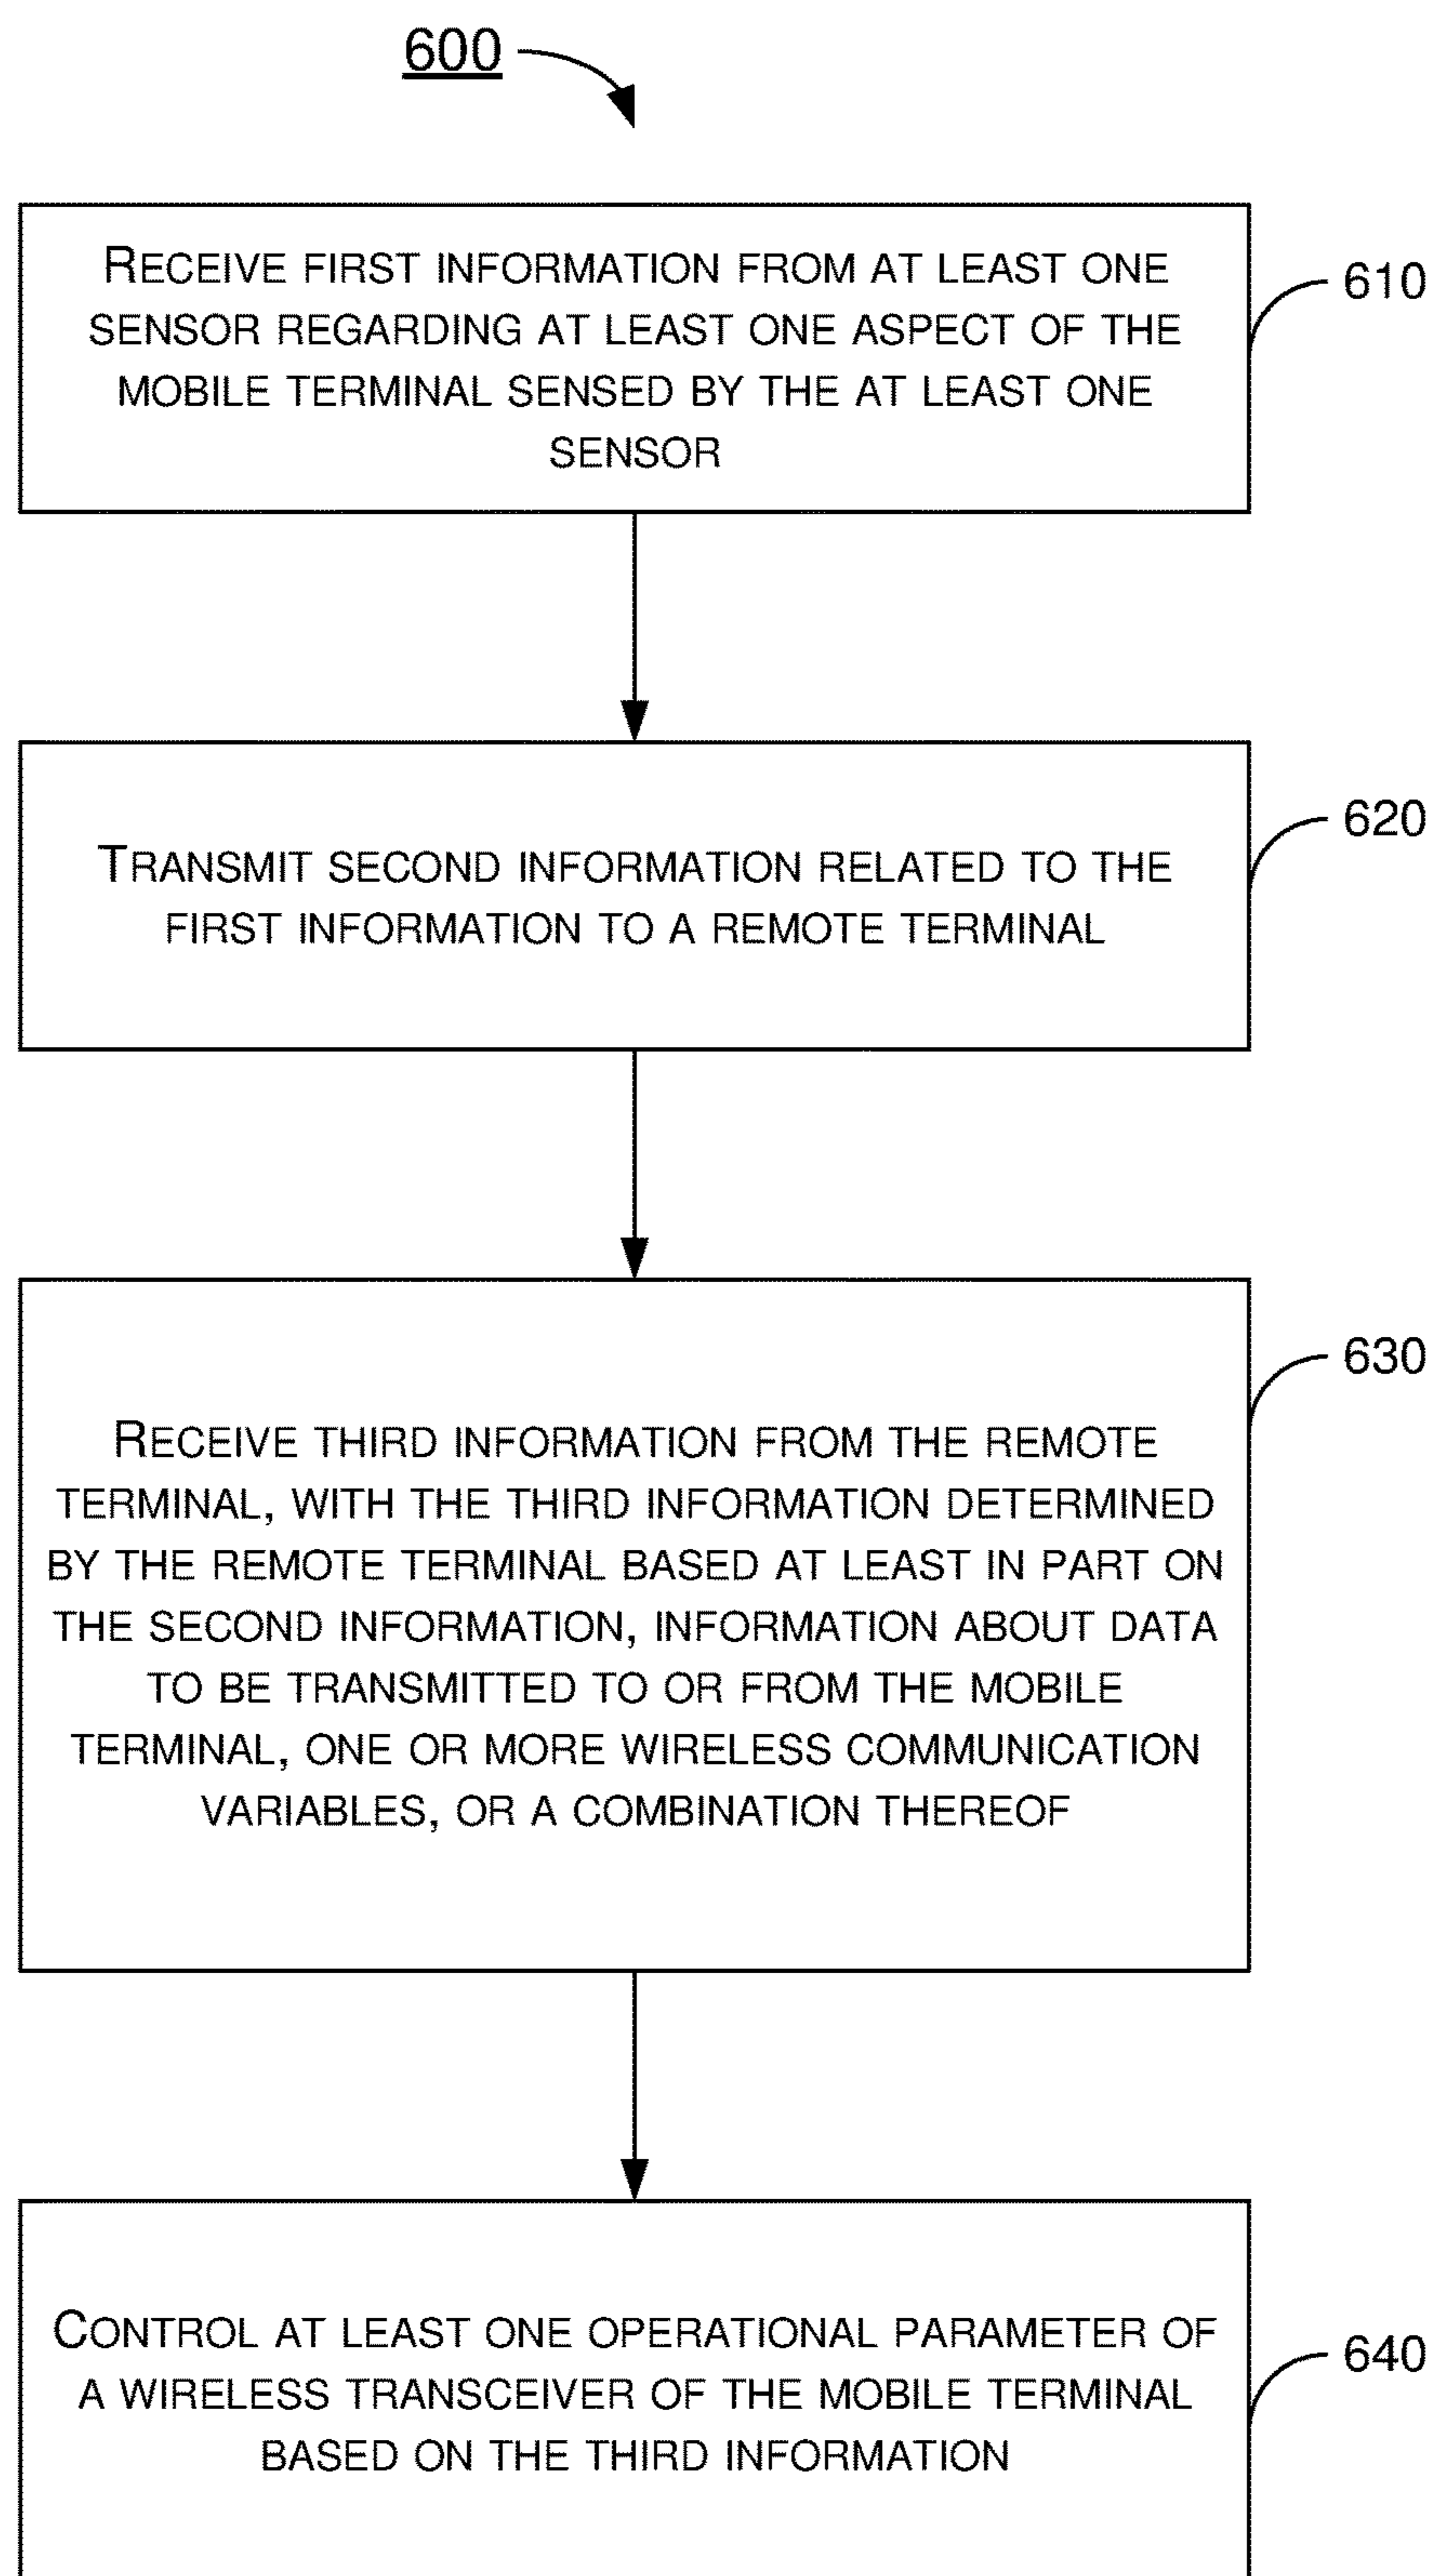 600
RECEIVE FIRST INFORMATION FROM AT LEAST ONE
SENSOR REGARDING AT LEAST ONE ASPECT OF THE
MOBILE TERMINAL SENSED BY THE AT LEAST ONE
SENSOR
610
TRANSMIT SECOND INFORMATION RELATED TO THE
FIRST INFORMATION TO A REMOTE TERMINAL
620
RECEIVE THIRD INFORMATION FROM THE REMOTE
TERMINAL, WITH THE THIRD INFORMATION DETERMINED
BY THE REMOTE TERMINAL BASED AT LEAST IN PART ON
THE SECOND INFORMATION, INFORMATION ABOUT DATA
TO BE TRANSMITTED TO OR FROM THE MOBILE
TERMINAL, ONE OR MORE WIRELESS COMMUNICATION
VARIABLES, OR A COMBINATION THEREOF
630
CONTROL AT LEAST ONE OPERATIONAL PARAMETER OF
A WIRELESS TRANSCEIVER OF THE MOBILE TERMINAL
BASED ON THE THIRD INFORMATION
640